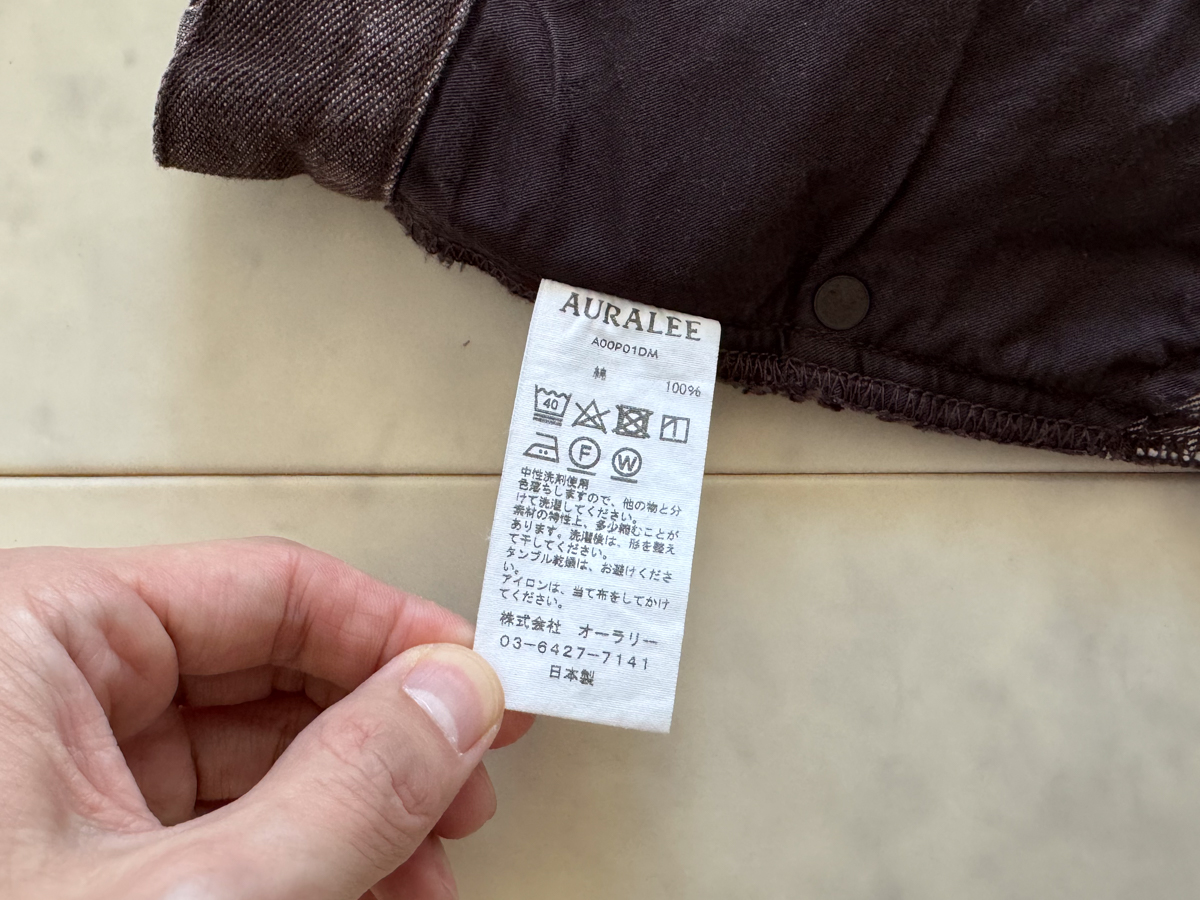 AURALEE
A00P01DM
綿 100%
40
F W
中性洗剤使用
色落ちしますので、他の物と分
けて洗濯してください。
素材の特性上、多少縮むことが
あります。洗濯後は、形を整え
て干してください。
タンブル乾燥は、お避けくださ
い。
アイロンは、当て布をしてかけ
てください。
株式会社 オーラリー
03-6427-7141
日本製